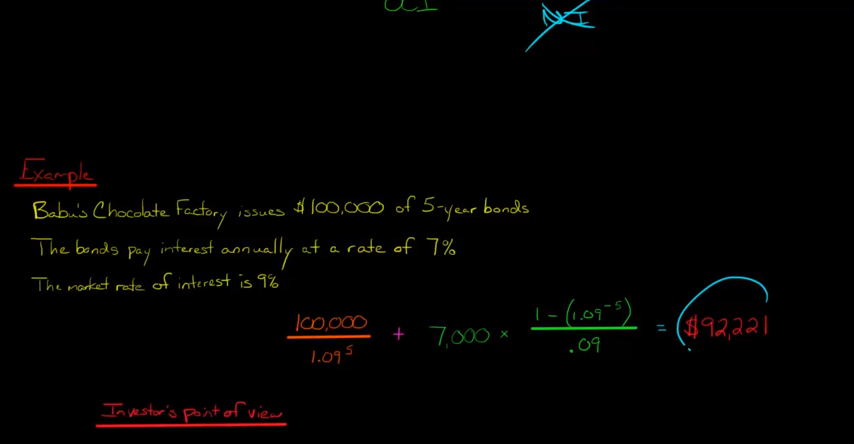 OCI
NI
Example
Babu's Chocolate Factory issues $100,000 of 5-year bonds
The bonds pay interest annually at a rate of 7%
The market rate of interest is 9%
100,000 / 1.09^5 + 7,000 × 1 - (1.09^-5) / .09 = $92,221
Investor's point of view